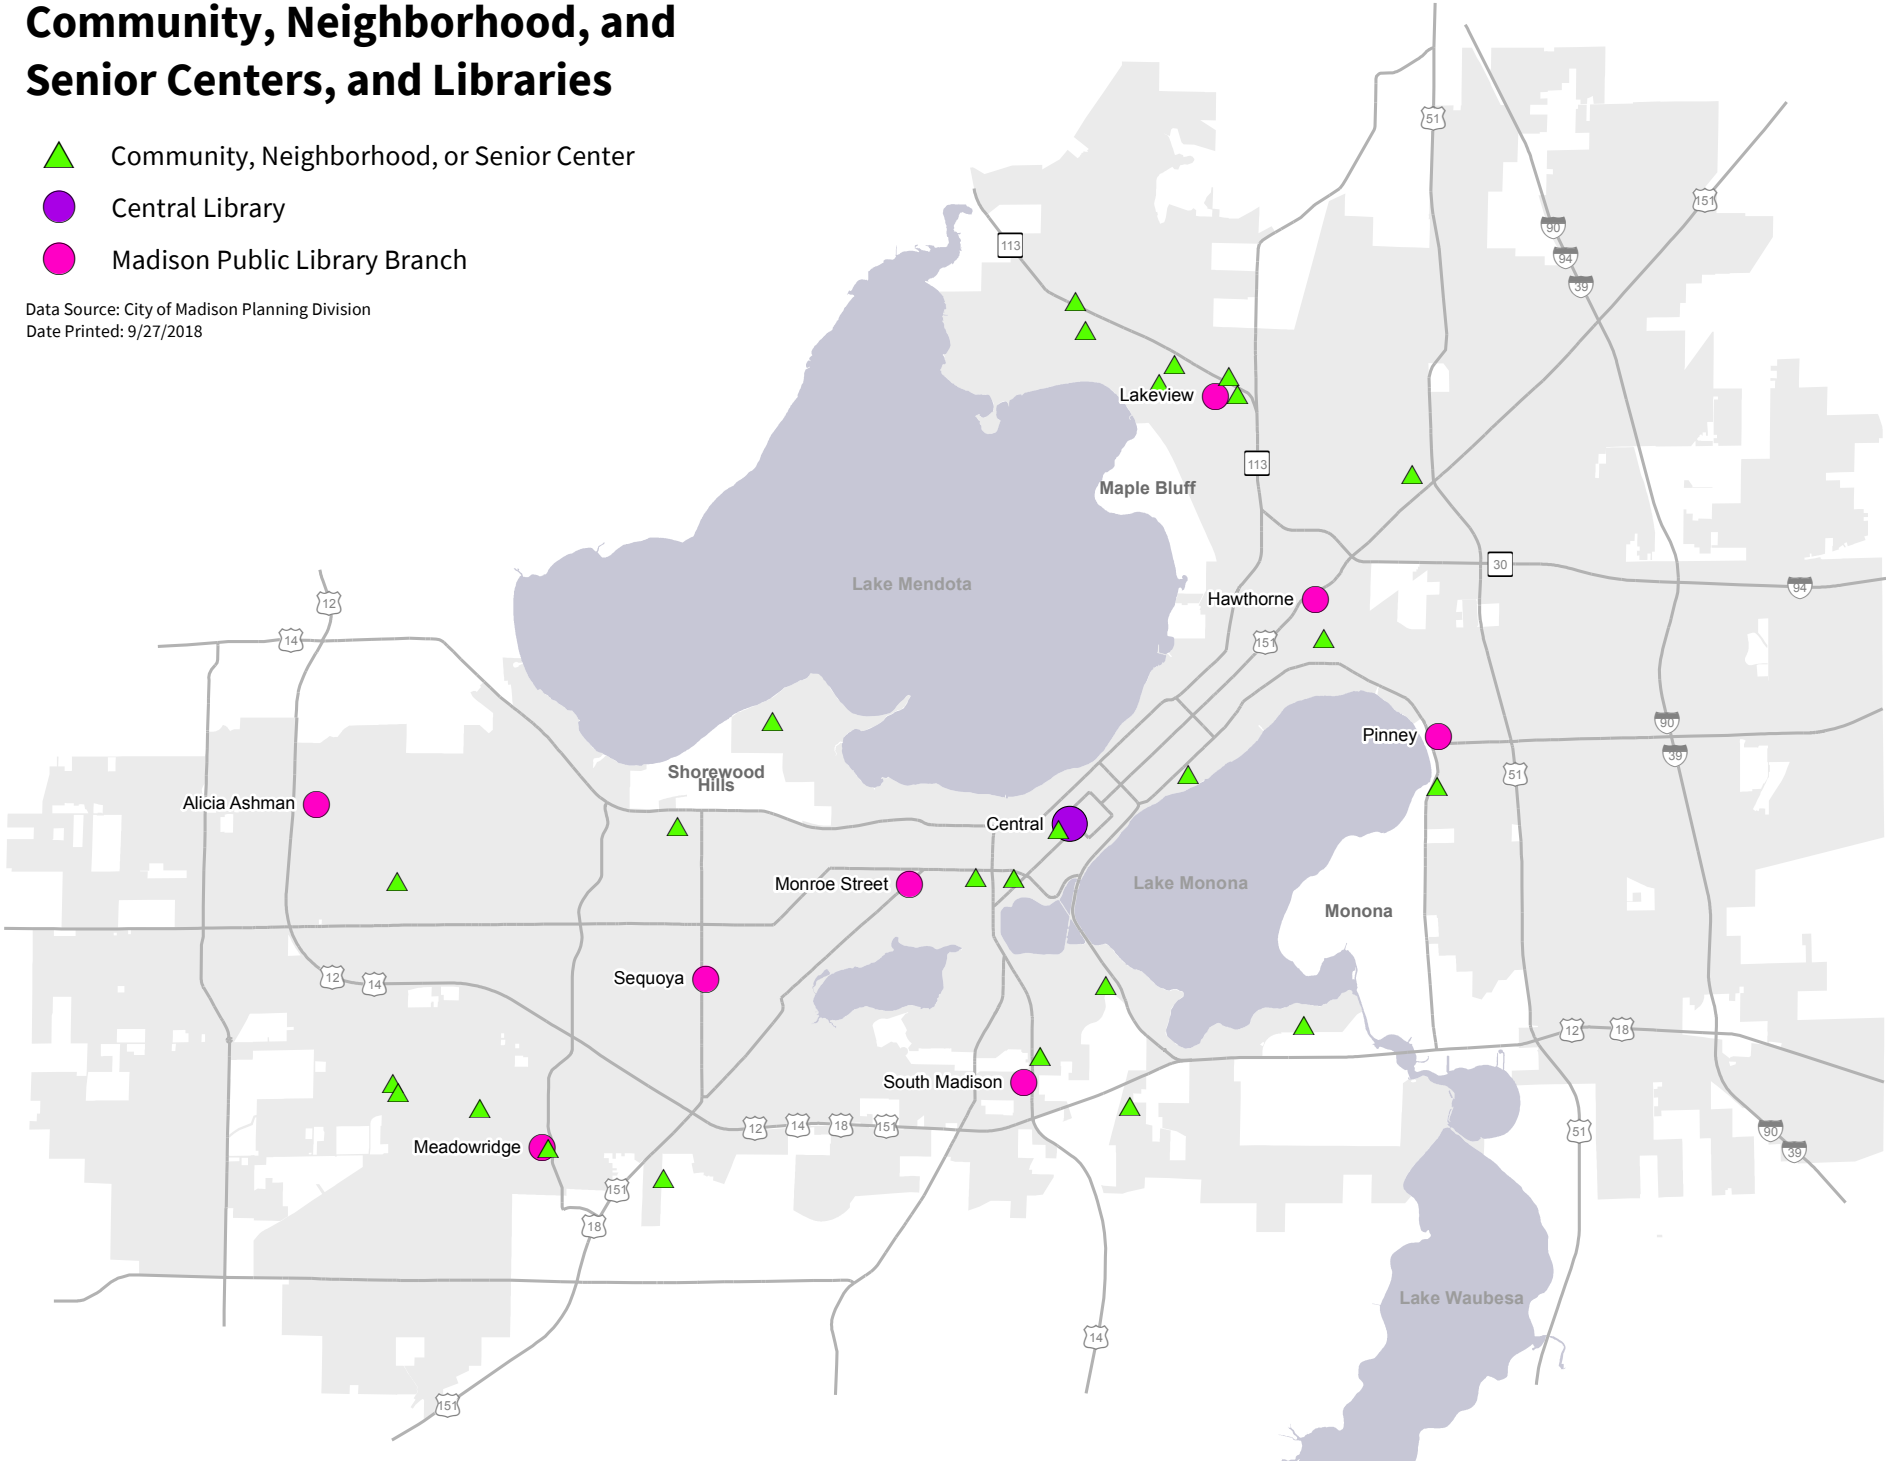 Community, Neighborhood, and
Senior Centers, and Libraries
Community, Neighborhood, or Senior Center
Central Library
Madison Public Library Branch
Data Source: City of Madison Planning Division
Date Printed: 9/27/2018
51
151
90
94
39
113
Lakeview
113
Maple Bluff
30
94
Lake Mendota
Hawthorne
12
14
151
90
39
Pinney
51
Shorewood
Hills
Alicia Ashman
Central
Monroe Street
Lake Monona
Monona
Sequoya
12
14
12
18
South Madison
12
14
18
151
51
90
39
Meadowridge
151
18
Lake Waubesa
14
151